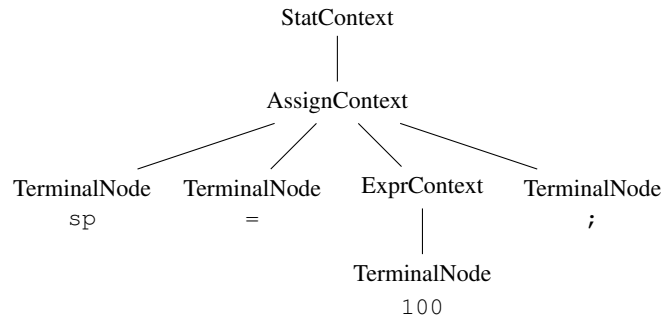 StatContext
AssignContext
TerminalNode TerminalNode ExprContext TerminalNode
sp = ;
TerminalNode
100